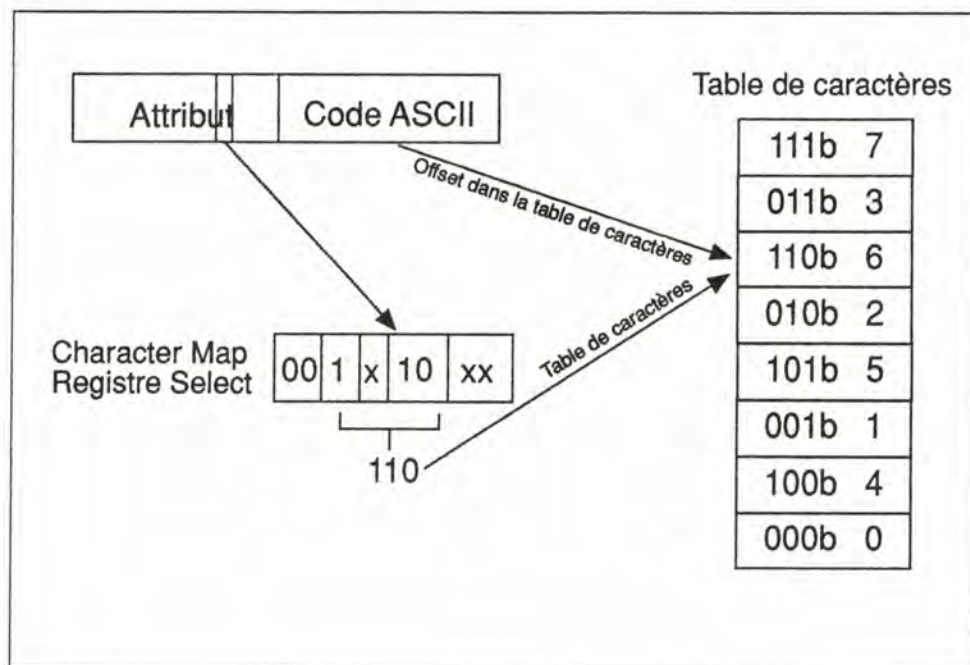 Attribut Code ASCII
Offset dans la table de caractères
Character Map
Registre Select
00 1 x 10 xx
110
Table de caractères
Table de caractères
111b 7
011b 3
110b 6
010b 2
101b 5
001b 1
100b 4
000b 0